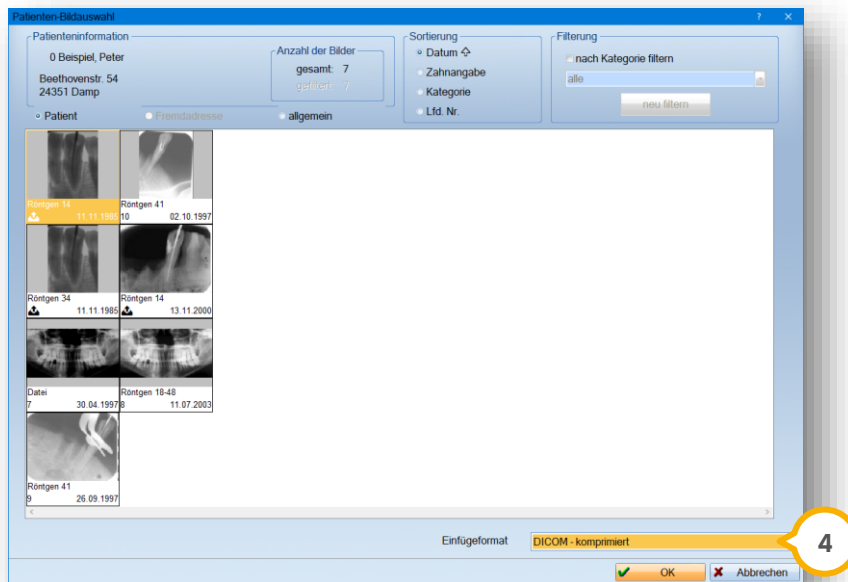 Patienten-Bildauswahl
Patienteninformation
0 Beispiel, Peter
Beethovenstr. 54
24351 Damp
Anzahl der Bilder
gesamt: 7
gefiltert: 7
Patient
Fremdadresse
allgemein
Sortierung
Datum
Zahnangabe
Kategorie
Lfd. Nr.
Filterung
nach Kategorie filtern
alle
neu filtern
Röntgen 14
11.11.1985
Röntgen 41
10 02.10.1997
Röntgen 34
11.11.1985
Röntgen 14
13.11.2000
Datei
7 30.04.1997
Röntgen 18-48
8 11.07.2003
Röntgen 41
9 26.09.1997
Einfügeformat
DICOM - komprimiert
4
OK
Abbrechen